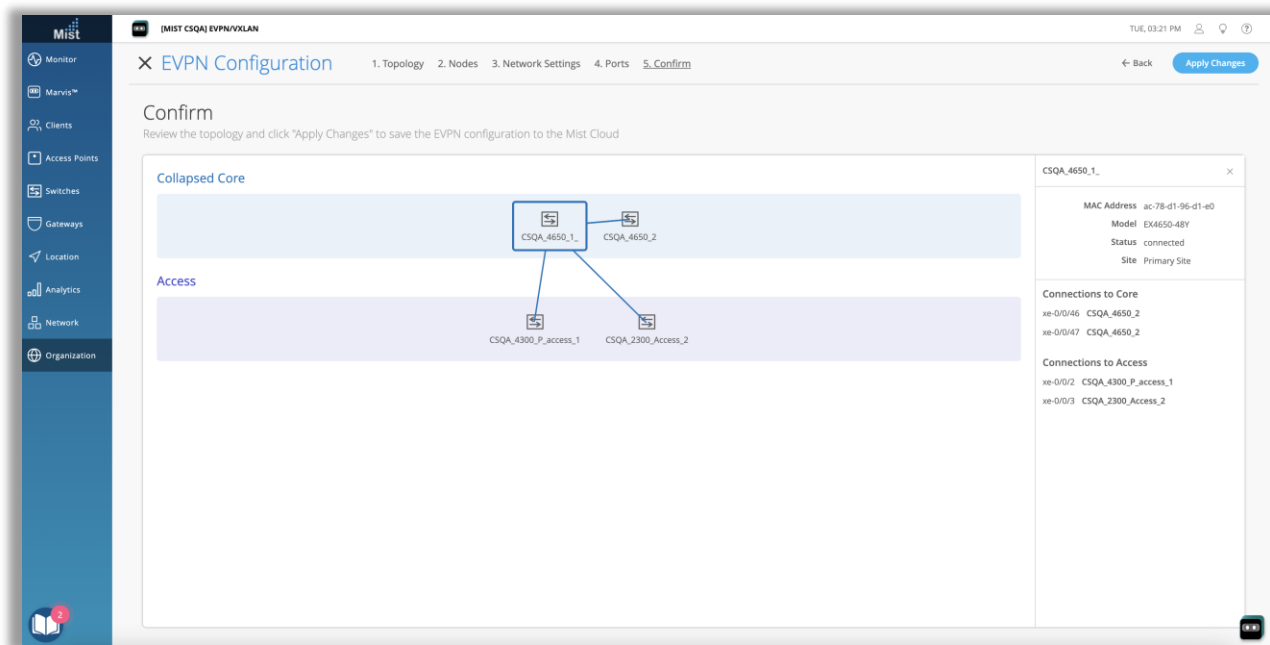 Mist
[MIST CSQA] EVPN/VXLAN
TUE, 03:21 PM
Monitor
Marvis™
Clients
Access Points
Switches
Gateways
Location
Analytics
Network
Organization
2
EVPN Configuration
1. Topology 2. Nodes 3. Network Settings 4. Ports 5. Confirm
← Back
Apply Changes
Confirm
Review the topology and click "Apply Changes" to save the EVPN configuration to the Mist Cloud
Collapsed Core
CSQA_4650_1_ CSQA_4650_2
Access
CSQA_4300_P_access_1 CSQA_2300_Access_2
CSQA_4650_1_
MAC Address ac-78-d1-96-d1-e0
Model EX4650-48Y
Status connected
Site Primary Site
Connections to Core
xe-0/0/46 CSQA_4650_2
xe-0/0/47 CSQA_4650_2
Connections to Access
xe-0/0/2 CSQA_4300_P_access_1
xe-0/0/3 CSQA_2300_Access_2